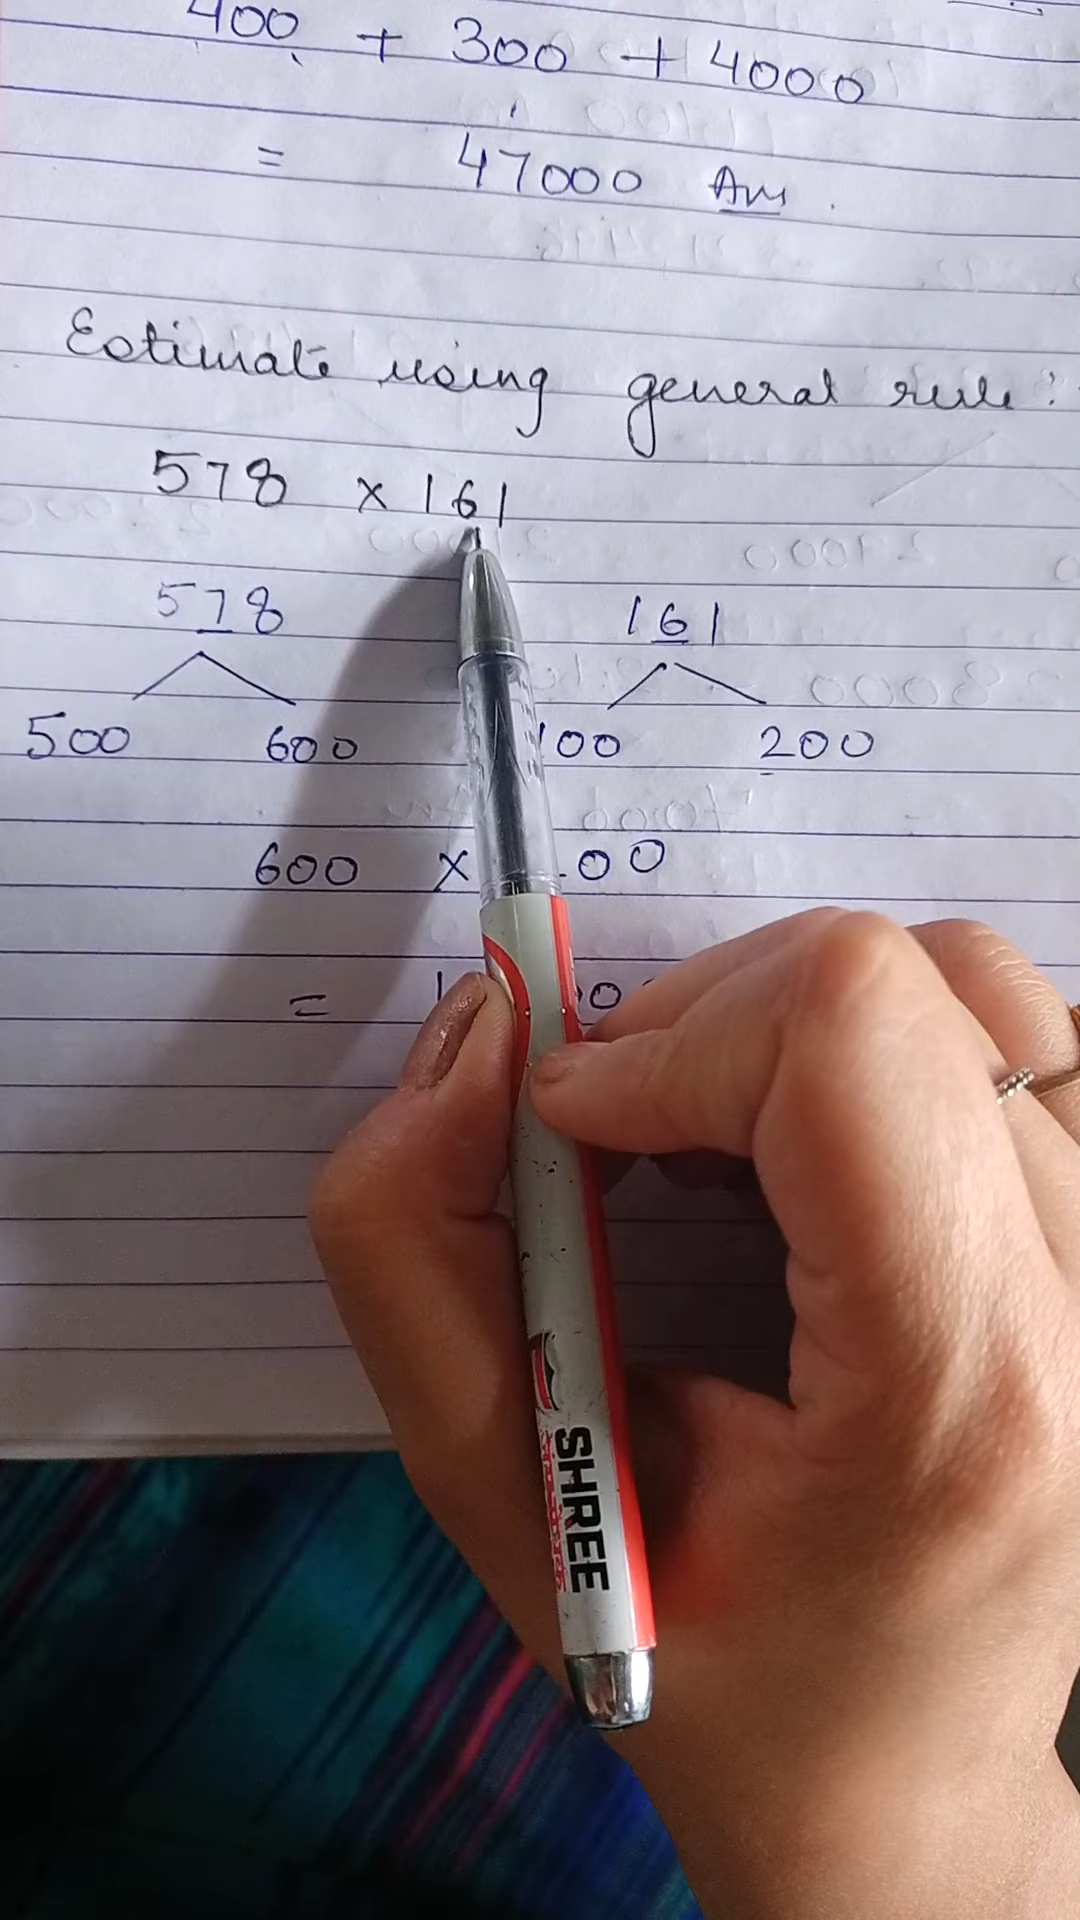 400 + 300 + 4000
= 47000 Ans.
Estimate using general rule:
578 x 161
578 161
500 600 100 200
600 x 00
=
SHREE